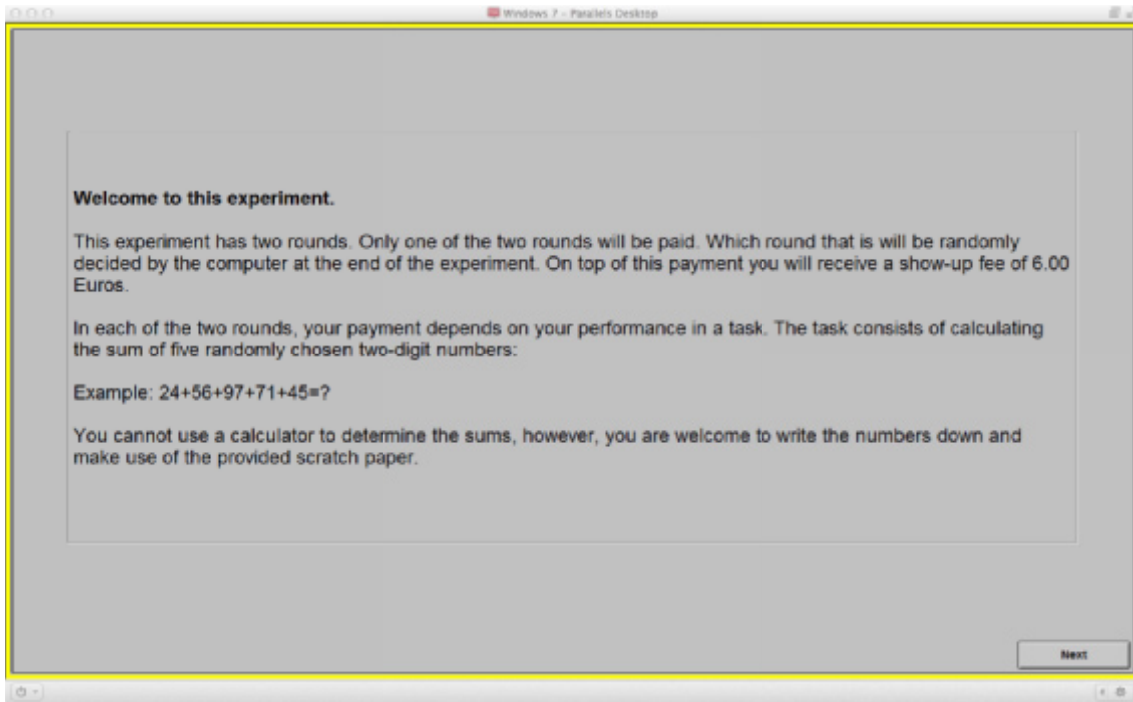 Windows 7 - Parallels Desktop
Welcome to this experiment.
This experiment has two rounds. Only one of the two rounds will be paid. Which round that is will be randomly
decided by the computer at the end of the experiment. On top of this payment you will receive a show-up fee of 6.00
Euros.
In each of the two rounds, your payment depends on your performance in a task. The task consists of calculating
the sum of five randomly chosen two-digit numbers:
Example: 24+56+97+71+45=?
You cannot use a calculator to determine the sums, however, you are welcome to write the numbers down and
make use of the provided scratch paper.
Next